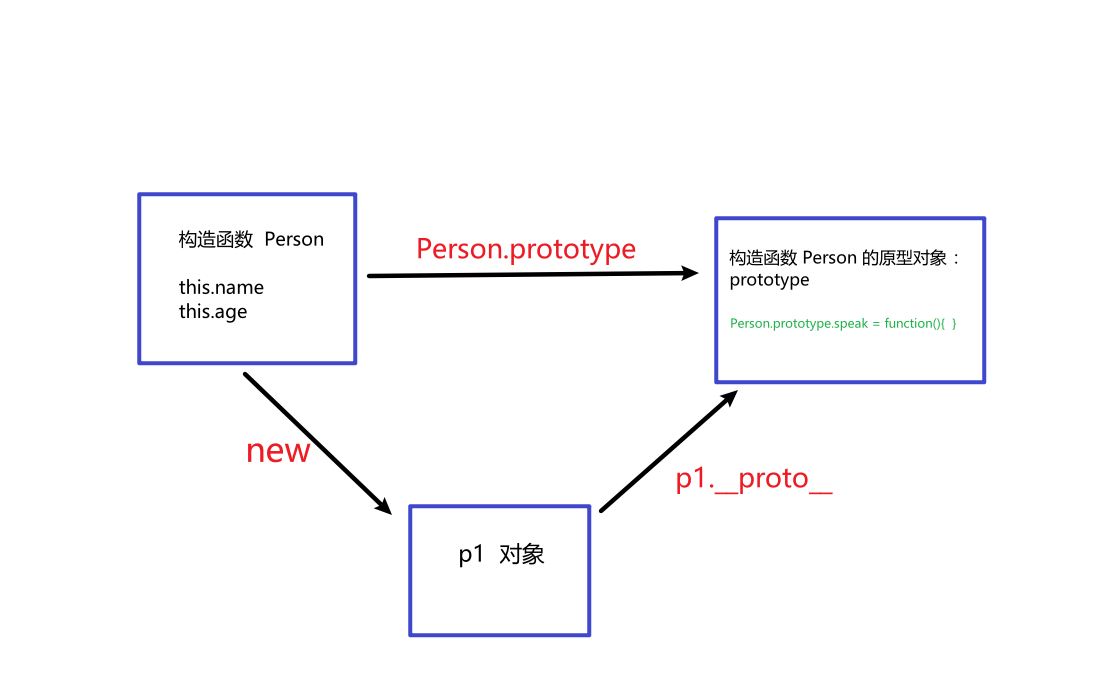 构造函数 Person
this.name
this.age
Person.prototype
构造函数 Person 的原型对象：
prototype
Person.prototype.speak = function(){ }
new
p1.__proto__
p1 对象